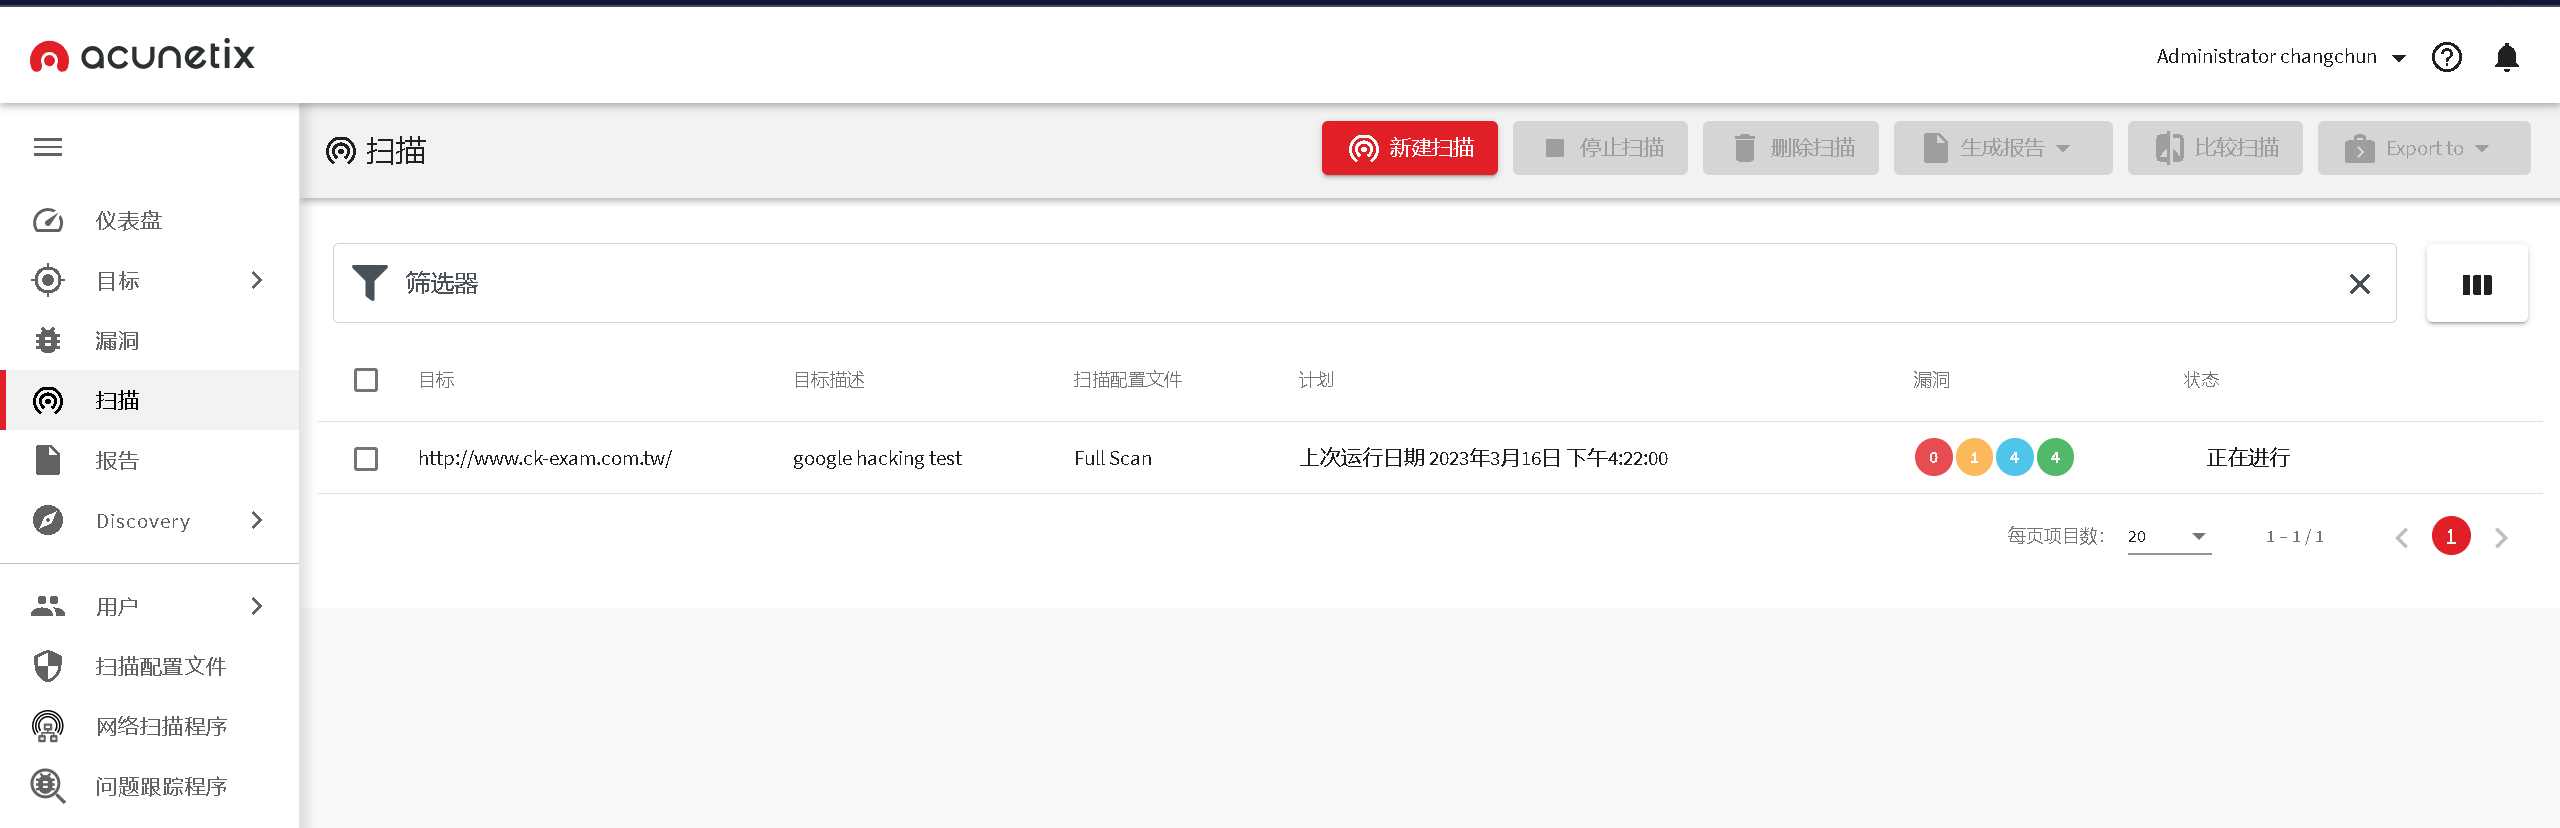 acunetix
Administrator changchun
扫描
新建扫描
停止扫描
删除扫描
生成报告
比较扫描
Export to
仪表盘
目标
漏洞
扫描
报告
Discovery
用户
扫描配置文件
网络扫描程序
问题跟踪程序
筛选器
目标 目标描述 扫描配置文件 计划 漏洞 状态
http://www.ck-exam.com.tw/ google hacking test Full Scan 上次运行日期 2023年3月16日 下午4:22:00 0 1 4 4 正在进行
每页项目数: 20 1 – 1 / 1 1